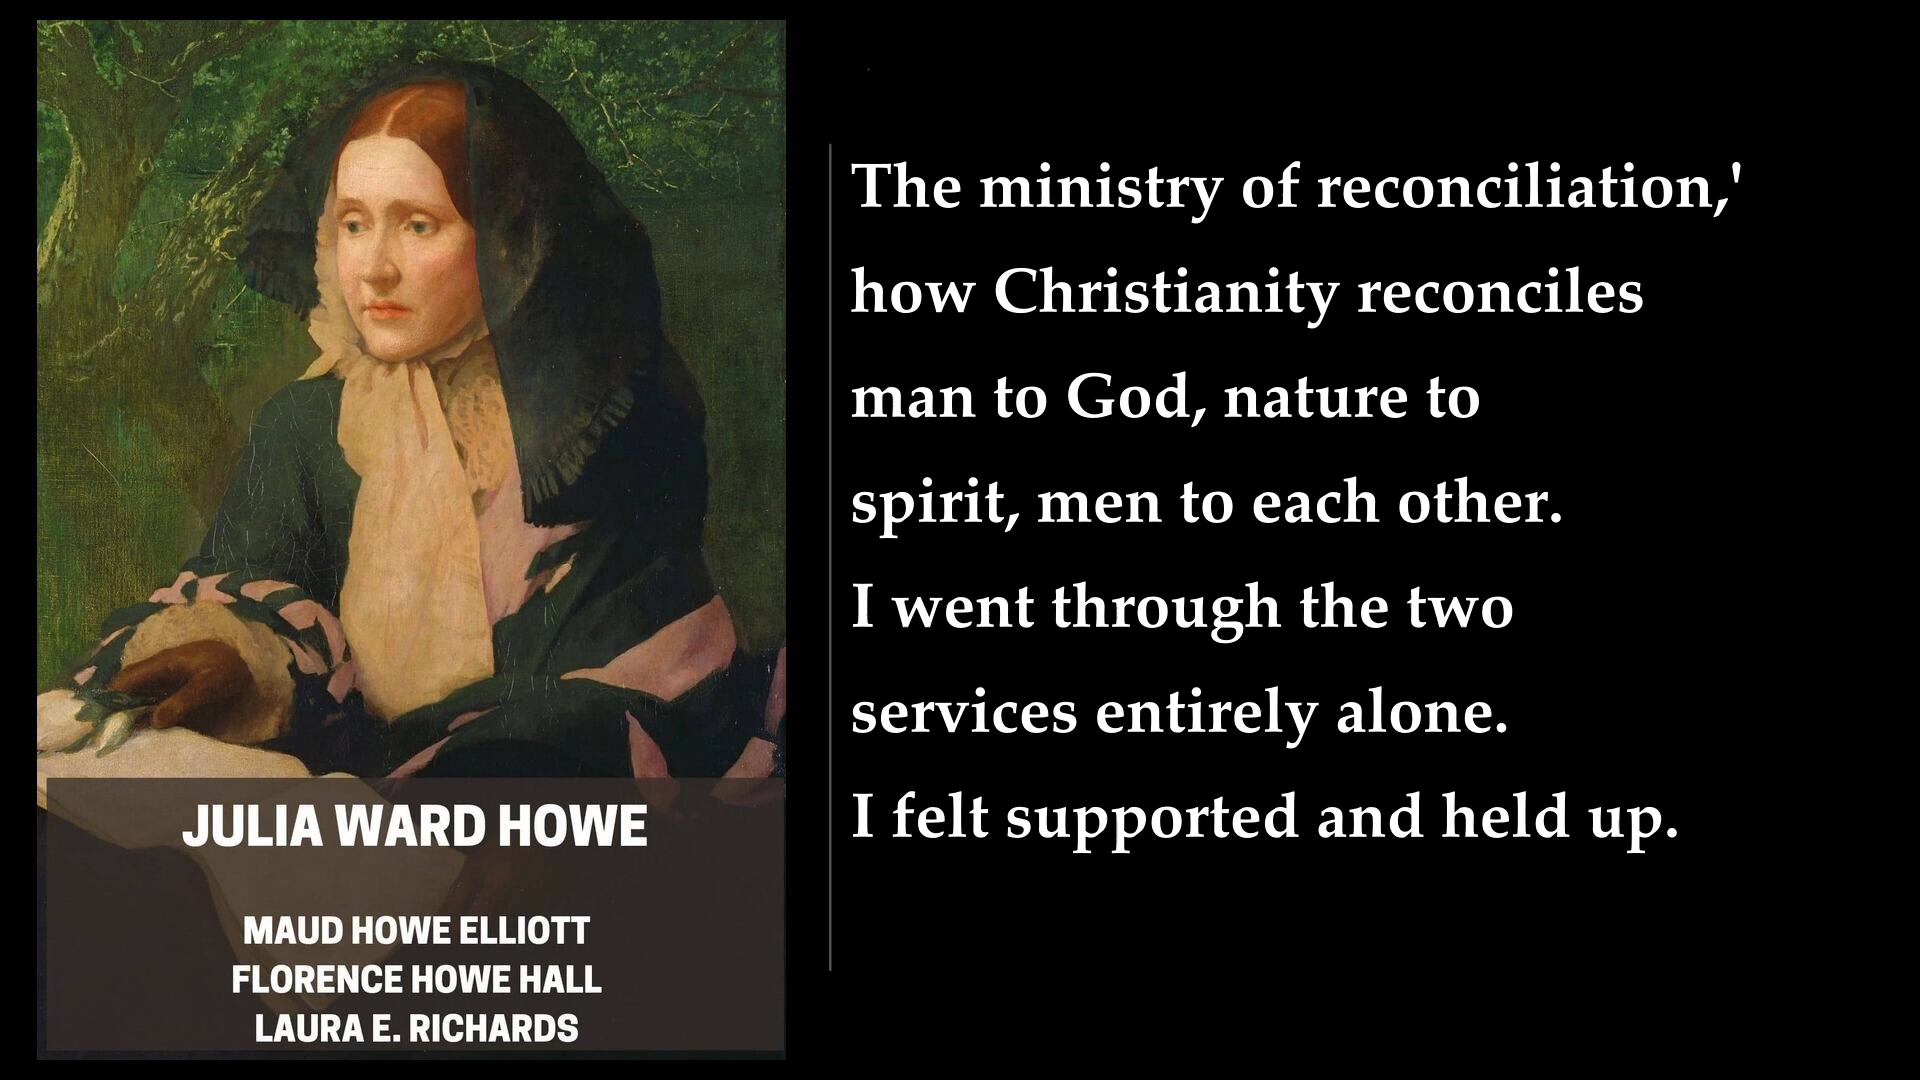 JULIA WARD HOWE
MAUD HOWE ELLIOTT
FLORENCE HOWE HALL
LAURA E. RICHARDS
The ministry of reconciliation,'
how Christianity reconciles
man to God, nature to
spirit, men to each other.
I went through the two
services entirely alone.
I felt supported and held up.